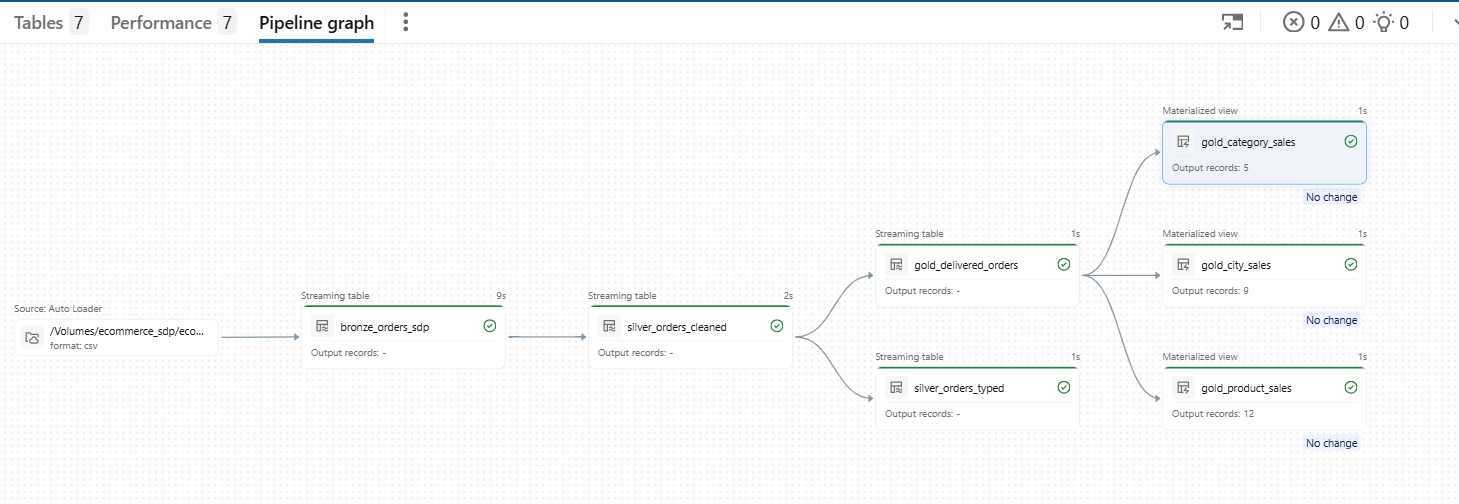 Tables 7 Performance 7 Pipeline graph
0 0 0
Source: Auto Loader
/Volumes/ecommerce_sdp/eco...
format: csv
Streaming table 9s
bronze_orders_sdp
Output records: -
Streaming table 2s
silver_orders_cleaned
Output records: -
Streaming table 1s
gold_delivered_orders
Output records: -
Streaming table 1s
silver_orders_typed
Output records: -
Materialized view 1s
gold_category_sales
Output records: 5
No change
Materialized view 1s
gold_city_sales
Output records: 9
No change
Materialized view 1s
gold_product_sales
Output records: 12
No change